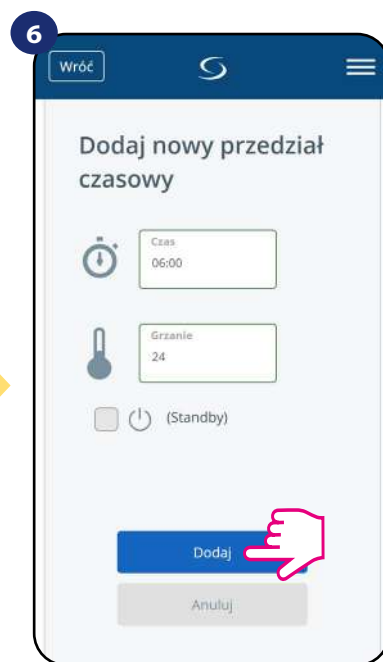 6
Wróć
Dodaj nowy przedział
czasowy
Czas
06:00
Grzanie
24
(Standby)
Dodaj
Anuluj